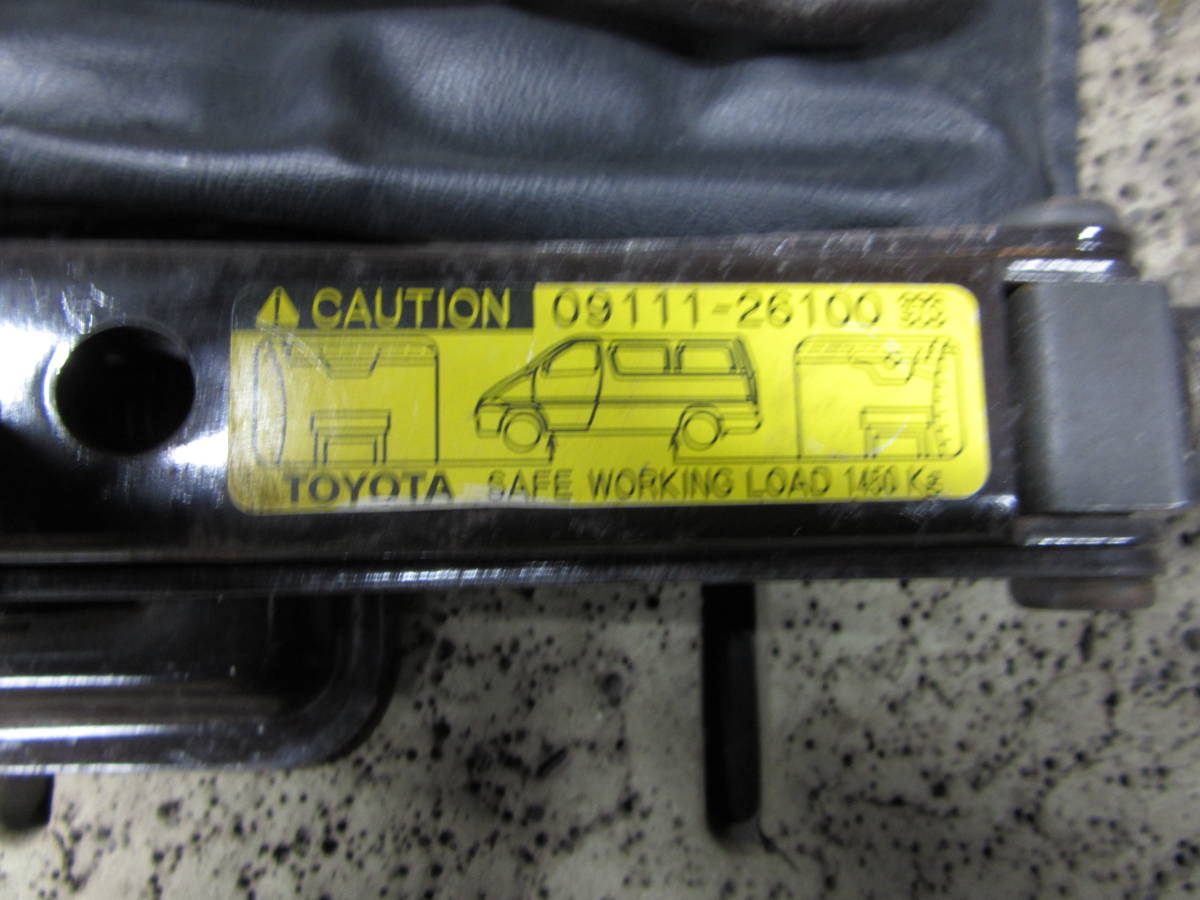 CAUTION 09111-26100
TOYOTA SAFE WORKING LOAD 1450 Kg